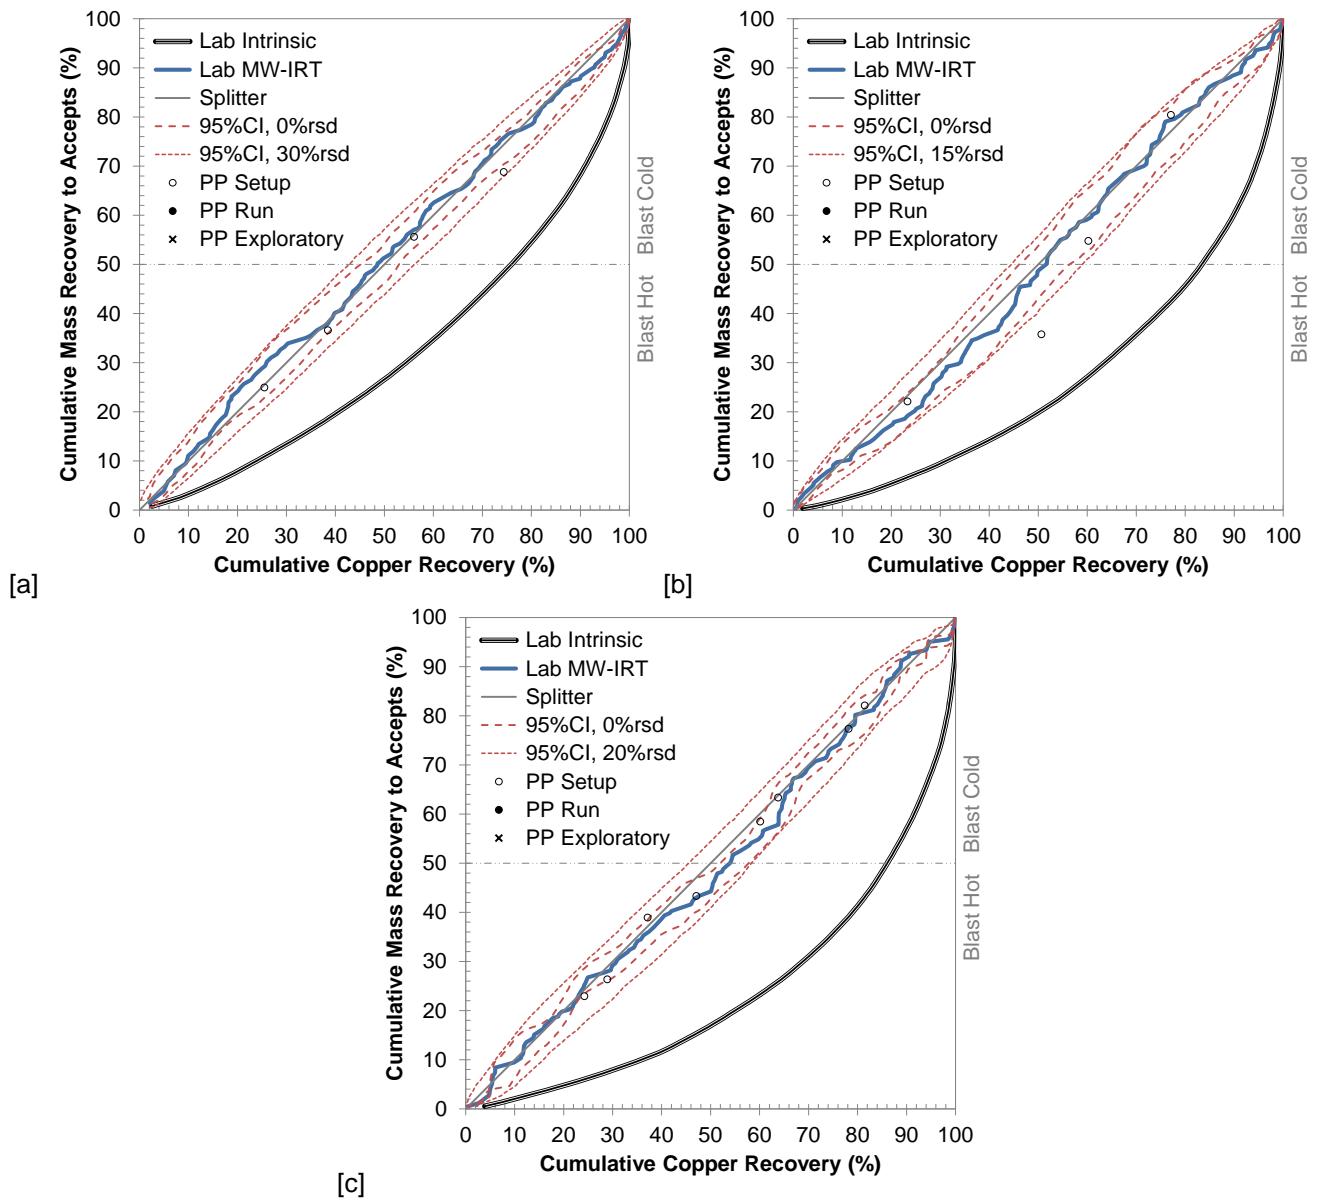 100
90
80
70
60
50
40
30
20
10
0
Cumulative Mass Recovery to Accepts (%)
Lab Intrinsic
Lab MW-IRT
Splitter
95%CI, 0%rsd
95%CI, 30%rsd
PP Setup
PP Run
PP Exploratory
Blast Cold
Blast Hot
0 10 20 30 40 50 60 70 80 90 100
Cumulative Copper Recovery (%)
[a]
100
90
80
70
60
50
40
30
20
10
0
Cumulative Mass Recovery to Accepts (%)
Lab Intrinsic
Lab MW-IRT
Splitter
95%CI, 0%rsd
95%CI, 15%rsd
PP Setup
PP Run
PP Exploratory
Blast Cold
Blast Hot
0 10 20 30 40 50 60 70 80 90 100
Cumulative Copper Recovery (%)
[b]
100
90
80
70
60
50
40
30
20
10
0
Cumulative Mass Recovery to Accepts (%)
Lab Intrinsic
Lab MW-IRT
Splitter
95%CI, 0%rsd
95%CI, 20%rsd
PP Setup
PP Run
PP Exploratory
Blast Cold
Blast Hot
0 10 20 30 40 50 60 70 80 90 100
Cumulative Copper Recovery (%)
[c]